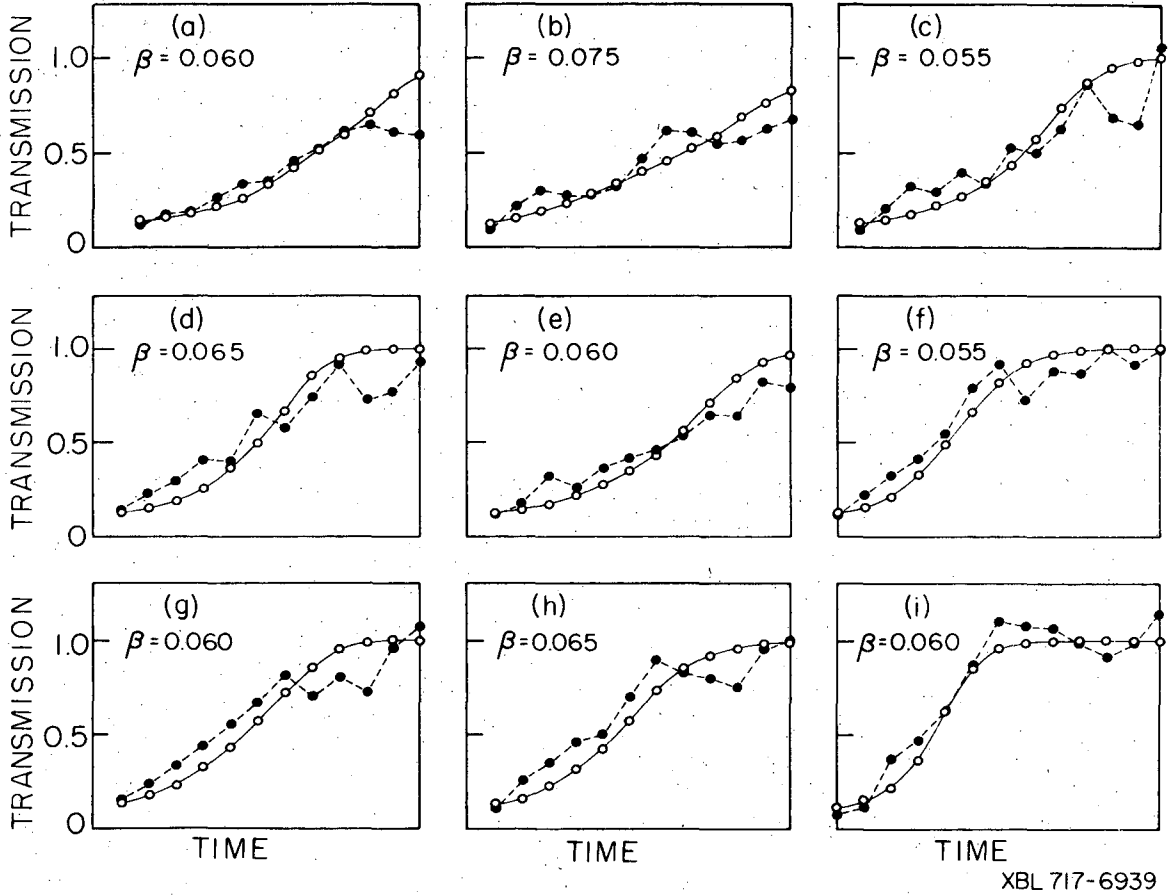 TRANSMISSION
1.0
0.5
0
(a)
β = 0.060
(b)
β = 0.075
(c)
β = 0.055
TRANSMISSION
1.0
0.5
0
(d)
β = 0.065
(e)
β = 0.060
(f)
β = 0.055
TRANSMISSION
1.0
0.5
0
(g)
β = 0.060
(h)
β = 0.065
(i)
β = 0.060
TIME
TIME
TIME
XBL 717-6939